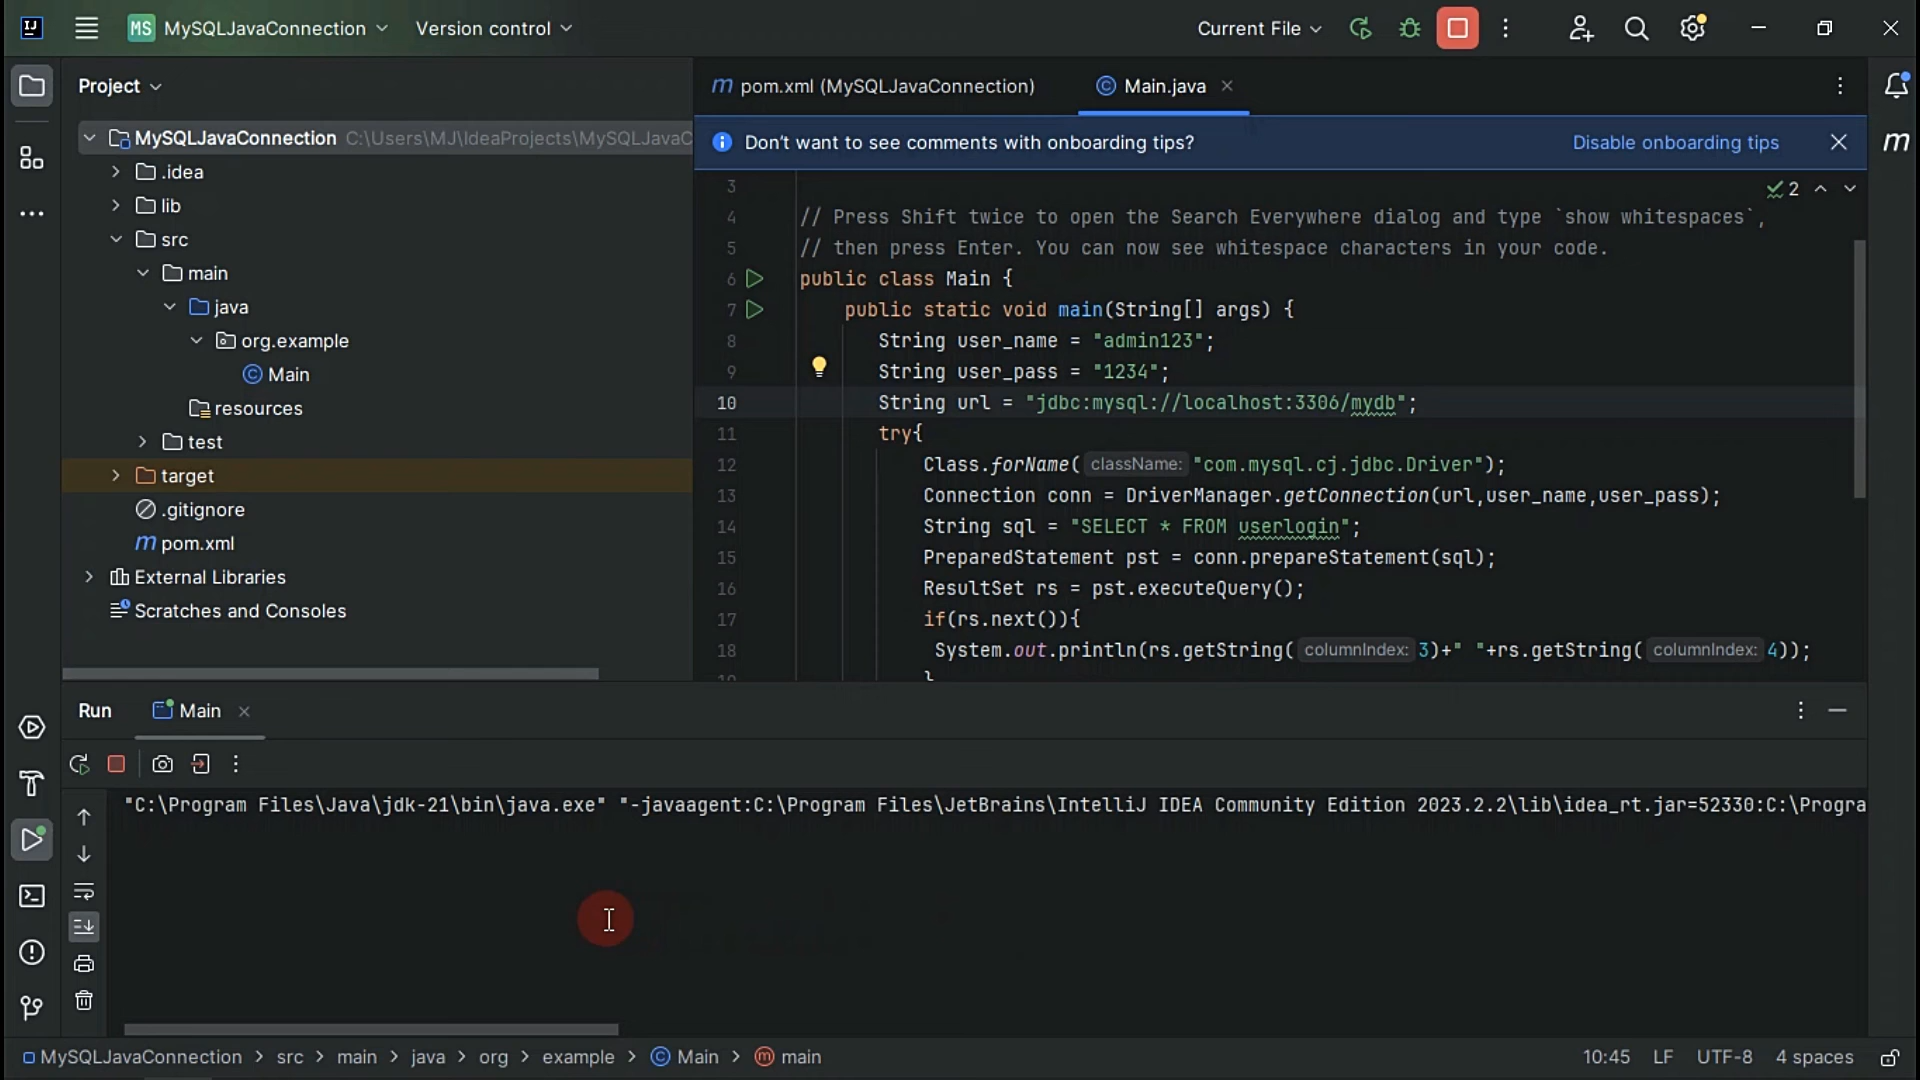 IJ
MS MySQLJavaConnection Version control Current File
Project
MySQLJavaConnection C:\Users\MJ\IdeaProjects\MySQLJavaC
.idea
lib
src
main
java
org.example
Main
resources
test
target
.gitignore
pom.xml
External Libraries
Scratches and Consoles
pom.xml (MySQLJavaConnection) Main.java
Don't want to see comments with onboarding tips? Disable onboarding tips
2
3
4 // Press Shift twice to open the Search Everywhere dialog and type `show whitespaces`,
5 // then press Enter. You can now see whitespace characters in your code.
6 public class Main {
7 public static void main(String[] args) {
8 String user_name = "admin123";
9 String user_pass = "1234";
10 String url = "jdbc:mysql://localhost:3306/mydb";
11 try{
12 Class.forName( className: "com.mysql.cj.jdbc.Driver");
13 Connection conn = DriverManager.getConnection(url,user_name,user_pass);
14 String sql = "SELECT * FROM userlogin";
15 PreparedStatement pst = conn.prepareStatement(sql);
16 ResultSet rs = pst.executeQuery();
17 if(rs.next()){
18 System.out.println(rs.getString( columnIndex: 3)+" "+rs.getString( columnIndex: 4));
}
Run Main
"C:\Program Files\Java\jdk-21\bin\java.exe" "-javaagent:C:\Program Files\JetBrains\IntelliJ IDEA Community Edition 2023.2.2\lib\idea_rt.jar=52330:C:\Progra
MySQLJavaConnection > src > main > java > org > example > Main > main 10:45 LF UTF-8 4 spaces